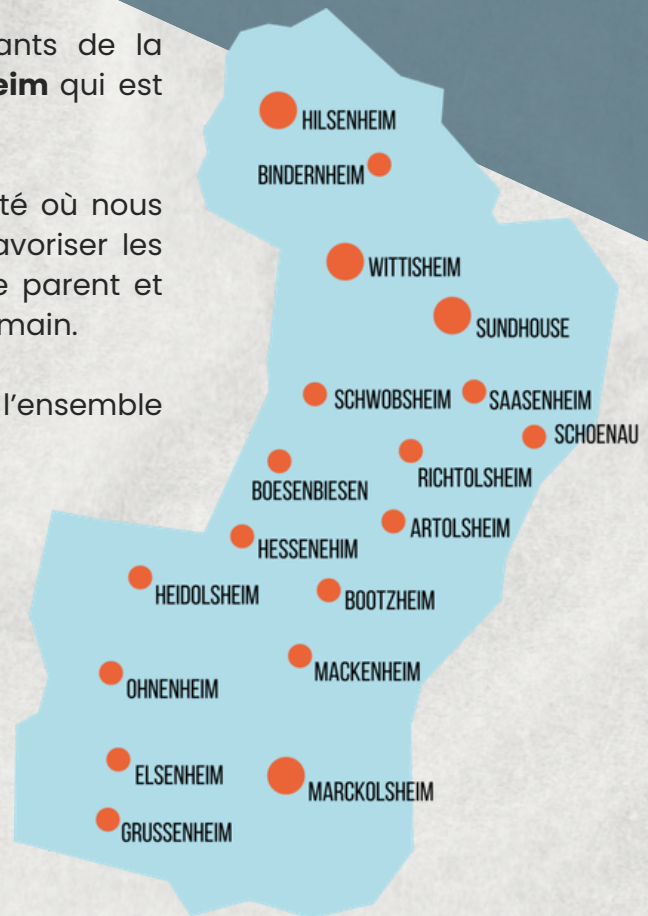 ants de la
eim qui est
té où nous
avoriser les
e parent et
main.
l’ensemble
HILSENHEIM
BINDERNHEIM
WITTISHEIM
SUNDHOUSE
SCHWOBSHEIM
SAASENHEIM
SCHOENAU
RICHTOLSHEIM
BOESENBIESEN
ARTOLSHEIM
HESSENEHIM
HEIDOLSHEIM
BOOTZHEIM
MACKENHEIM
OHNENHEIM
ELSENHEIM
MARCKOLSHEIM
GRUSSENHEIM